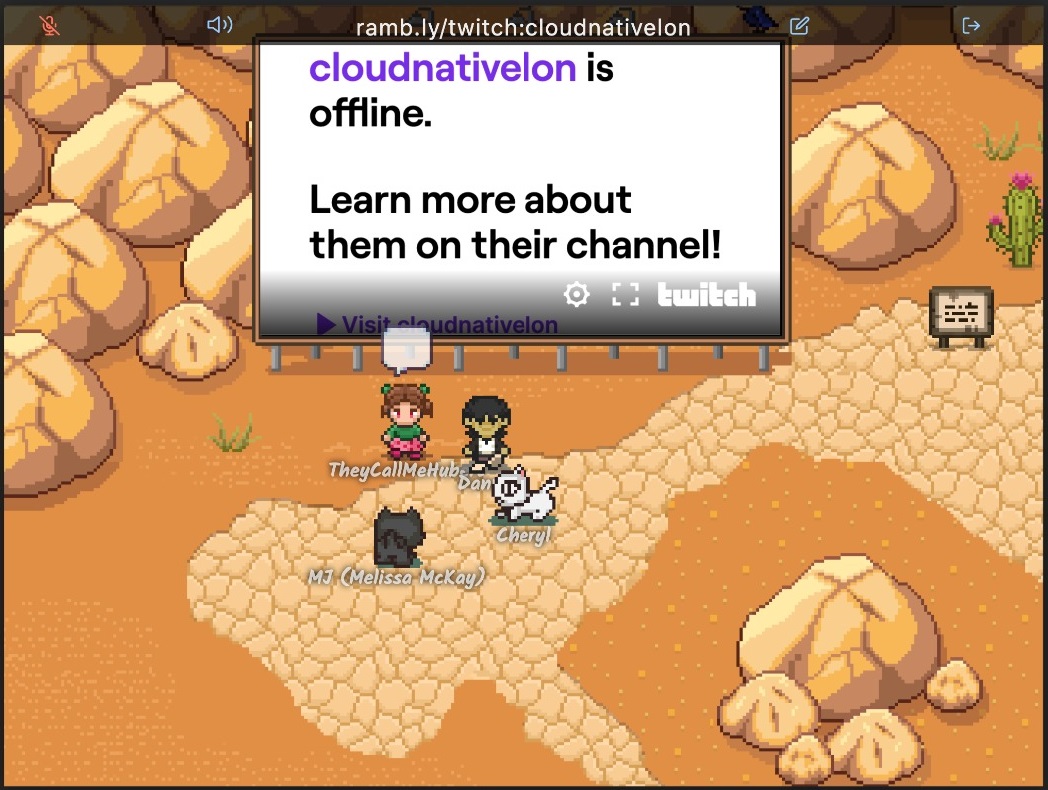 ramb.ly/twitch:cloudnativelon
cloudnativelon is
offline.
Learn more about
them on their channel!
twitch
Visit cloudnativelon
TheyCallMeHub
Dan
Cheryl
MJ (Melissa McKay)